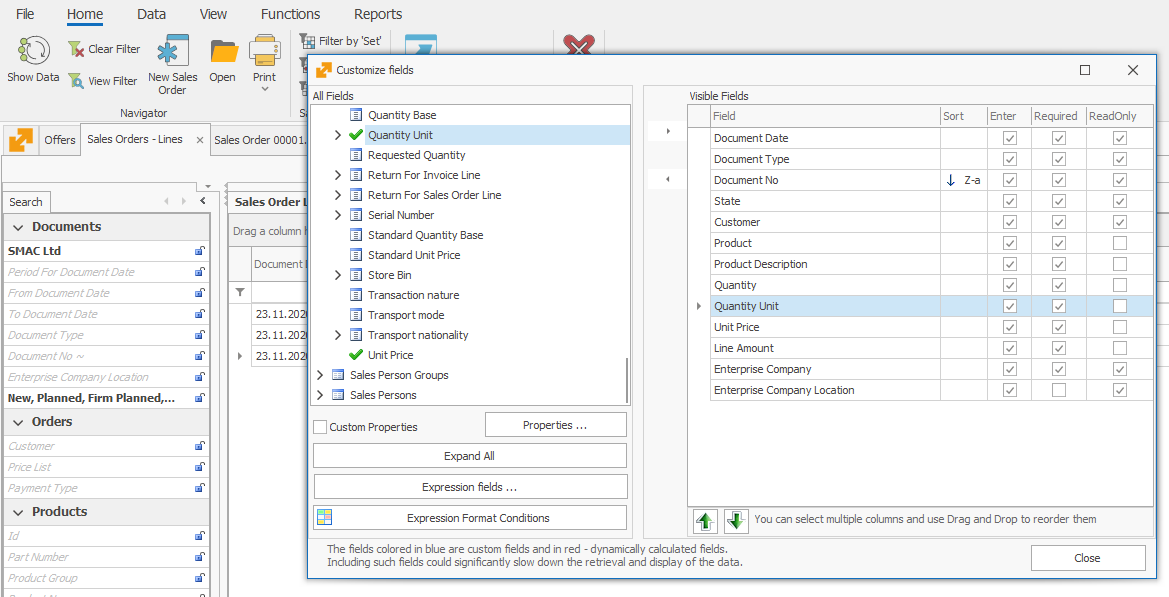 File Home Data View Functions Reports
Show Data
Clear Filter
View Filter
New Sales
Order
Open
Print
Filter by 'Set'
Navigator
Offers
Sales Orders - Lines
Sales Order 00001.
Search
Documents
SMAC Ltd
Period For Document Date
From Document Date
To Document Date
Document Type
Document No ~
Enterprise Company Location
New, Planned, Firm Planned,...
Orders
Customer
Price List
Payment Type
Products
Id
Part Number
Product Group
Sales Order
Drag a column
Document
23.11.202
23.11.202
23.11.202
Customize fields
All Fields
Quantity Base
Quantity Unit
Requested Quantity
Return For Invoice Line
Return For Sales Order Line
Serial Number
Standard Quantity Base
Standard Unit Price
Store Bin
Transaction nature
Transport mode
Transport nationality
Unit Price
Sales Person Groups
Sales Persons
Custom Properties
Properties ...
Expand All
Expression fields ...
Expression Format Conditions
Visible Fields
Field Sort Enter Required ReadOnly
Document Date
Document Type
Document No Z-a
State
Customer
Product
Product Description
Quantity
Quantity Unit
Unit Price
Line Amount
Enterprise Company
Enterprise Company Location
You can select multiple columns and use Drag and Drop to reorder them
The fields colored in blue are custom fields and in red - dynamically calculated fields.
Including such fields could significantly slow down the retrieval and display of the data.
Close